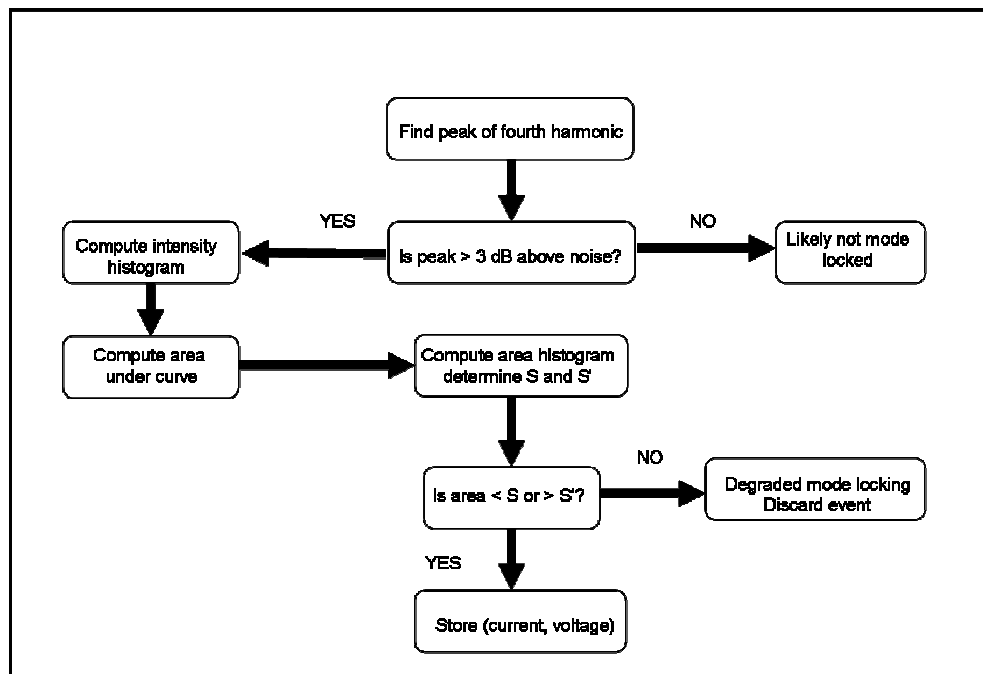 Find peak of fourth harmonic
YES
NO
Compute intensity
histogram
Is peak > 3 dB above noise?
Likely not mode
locked
Compute area
under curve
Compute area histogram
determine S and S'
NO
Is area < S or > S'?
Degraded mode locking
Discard event
YES
Store (current, voltage)